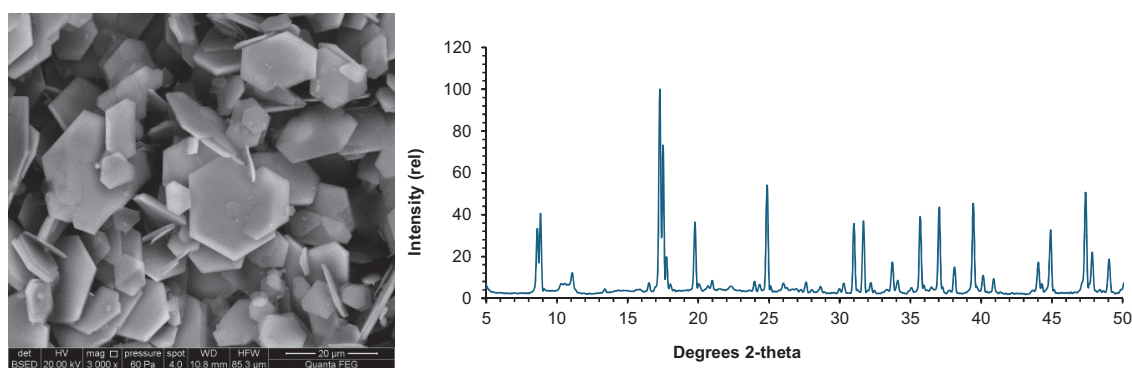 det HV mag □ pressure spot WD HFW 20 µm
BSED 20.00 kV 3 000 x 60 Pa 4.0 10.8 mm 85.3 µm Quanta FEG
120
100
80
60
40
20
0
Intensity (rel)
5 10 15 20 25 30 35 40 45 50
Degrees 2-theta